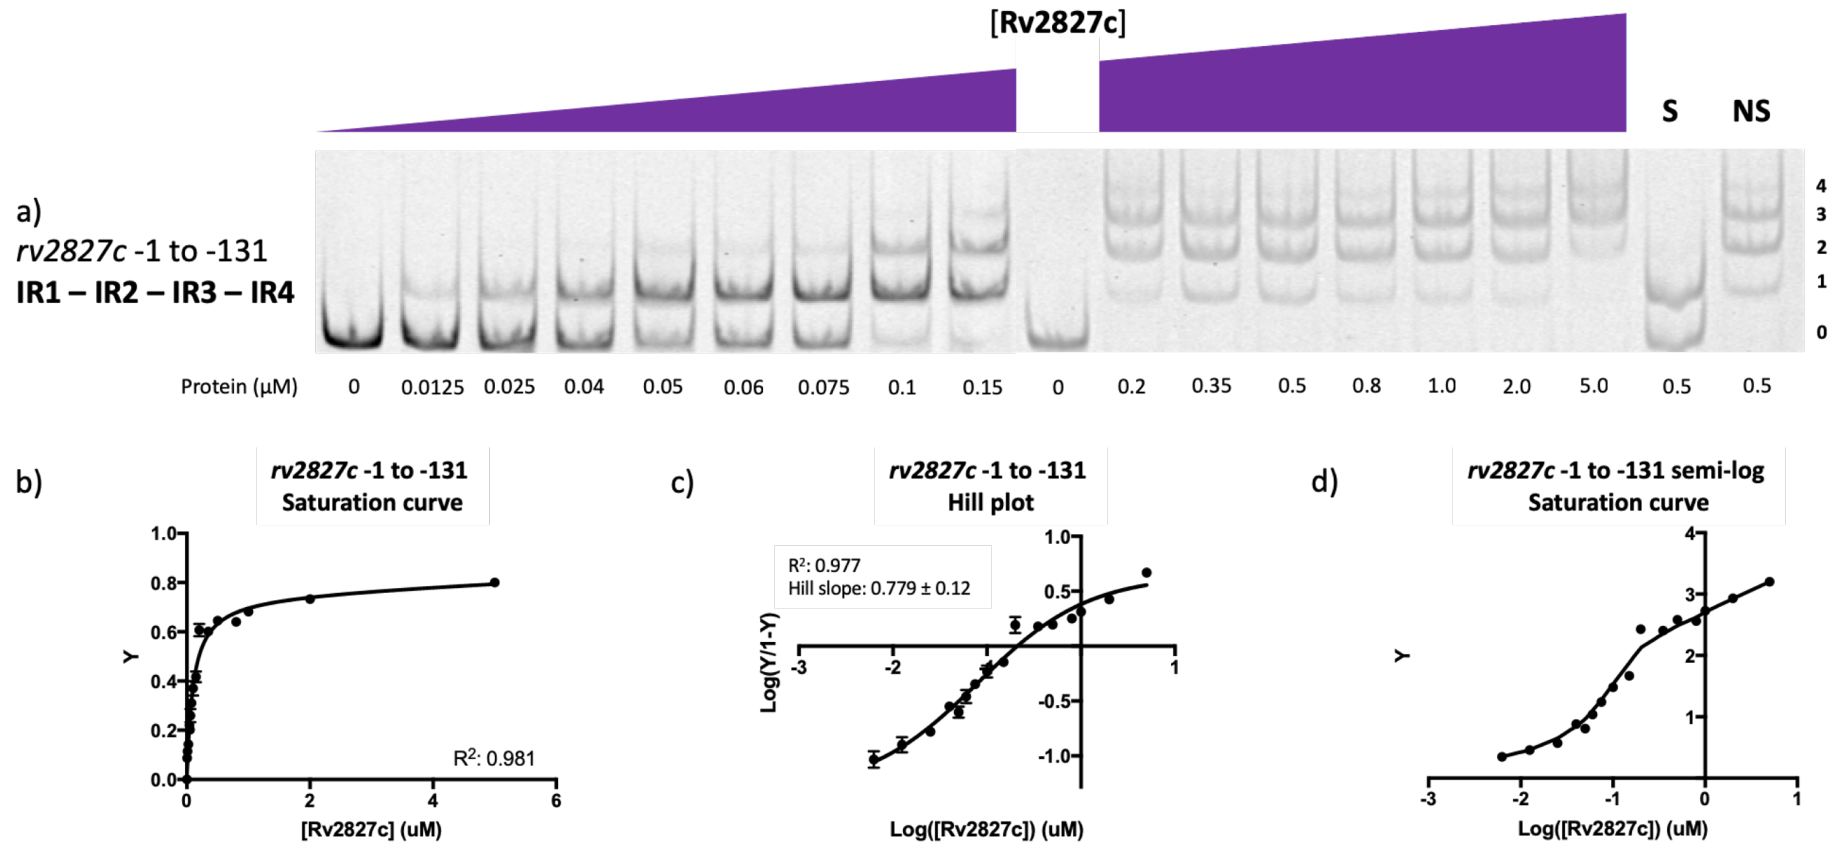 [Rv2827c]
S NS
a)
rv2827c -1 to -131
IR1 – IR2 – IR3 – IR4
4
3
2
1
0
Protein (µM) 0 0.0125 0.025 0.04 0.05 0.06 0.075 0.1 0.15 0 0.2 0.35 0.5 0.8 1.0 2.0 5.0 0.5 0.5
b)
rv2827c -1 to -131
Saturation curve
1.0
0.8
0.6
0.4
0.2
0.0
Y
R²: 0.981
0 2 4 6
[Rv2827c] (uM)
c)
rv2827c -1 to -131
Hill plot
R²: 0.977
Hill slope: 0.779 ± 0.12
Log(Y/1-Y)
1.0
0.5
-0.5
-1.0
-3 -2 -1 1
Log([Rv2827c]) (uM)
d)
rv2827c -1 to -131 semi-log
Saturation curve
Y
4
3
2
1
-3 -2 -1 0 1
Log([Rv2827c]) (uM)